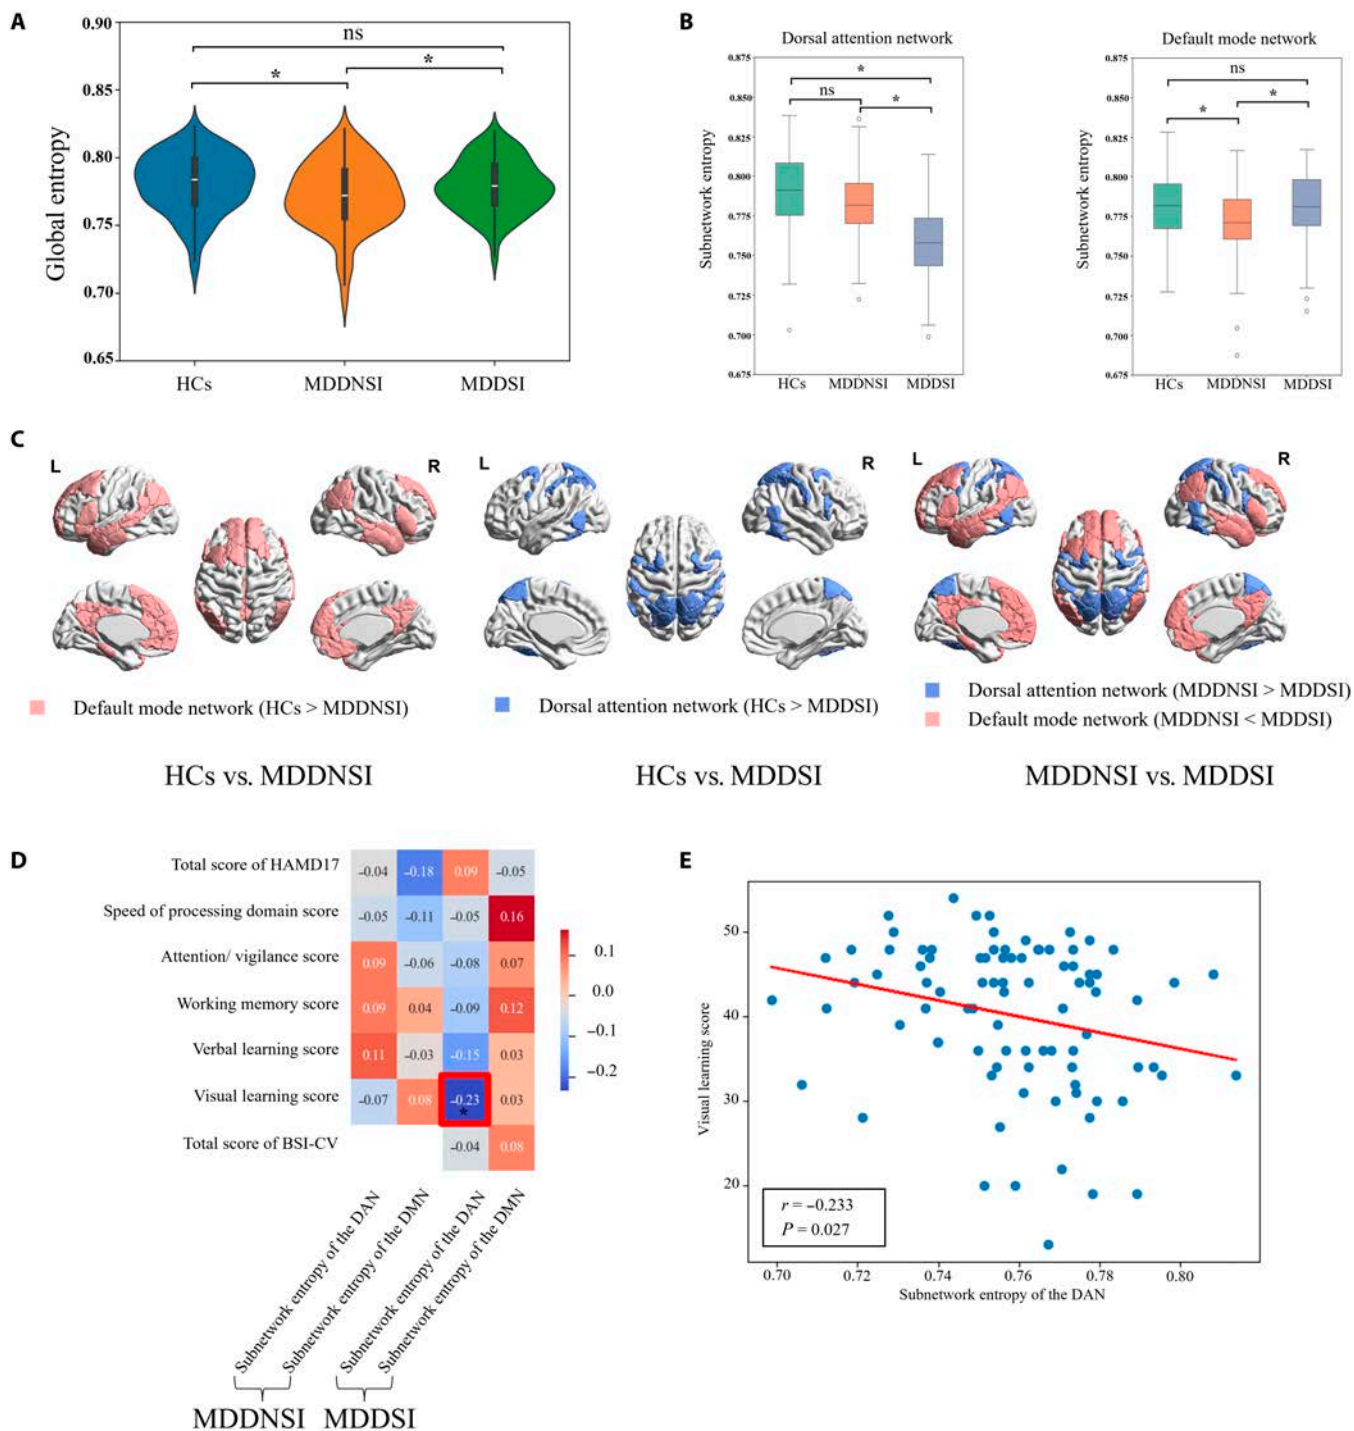 A
0.90
0.85
0.80
0.75
0.70
0.65
Global entropy
ns
*
*
HCs
MDDNSI
MDDSI
B
Dorsal attention network
0.875
0.850
0.825
0.800
0.775
0.750
0.725
0.700
0.675
Subnetwork entropy
*
ns
*
HCs
MDDNSI
MDDSI
Default mode network
0.875
0.850
0.825
0.800
0.775
0.750
0.725
0.700
0.675
Subnetwork entropy
ns
*
*
HCs
MDDNSI
MDDSI
C
L
R
Default mode network (HCs > MDDNSI)
HCs vs. MDDNSI
L
R
Dorsal attention network (HCs > MDDSI)
HCs vs. MDDSI
L
R
Dorsal attention network (MDDNSI > MDDSI)
Default mode network (MDDNSI < MDDSI)
MDDNSI vs. MDDSI
D
Total score of HAMD17 −0.04 −0.18 0.09 −0.05
Speed of processing domain score −0.05 −0.11 −0.05 0.16
Attention/ vigilance score 0.09 −0.06 −0.08 0.07
Working memory score 0.09 0.04 −0.09 0.12
Verbal learning score 0.11 −0.03 −0.15 0.03
Visual learning score −0.07 0.08 −0.23 0.03
*
Total score of BSI-CV −0.04 0.08
0.1
0.0
−0.1
−0.2
Subnetwork entropy of the DAN
Subnetwork entropy of the DMN
Subnetwork entropy of the DAN
Subnetwork entropy of the DMN
MDDNSI MDDSI
E
50
40
30
20
Visual learning score
r = −0.233
P = 0.027
0.70 0.72 0.74 0.76 0.78 0.80
Subnetwork entropy of the DAN